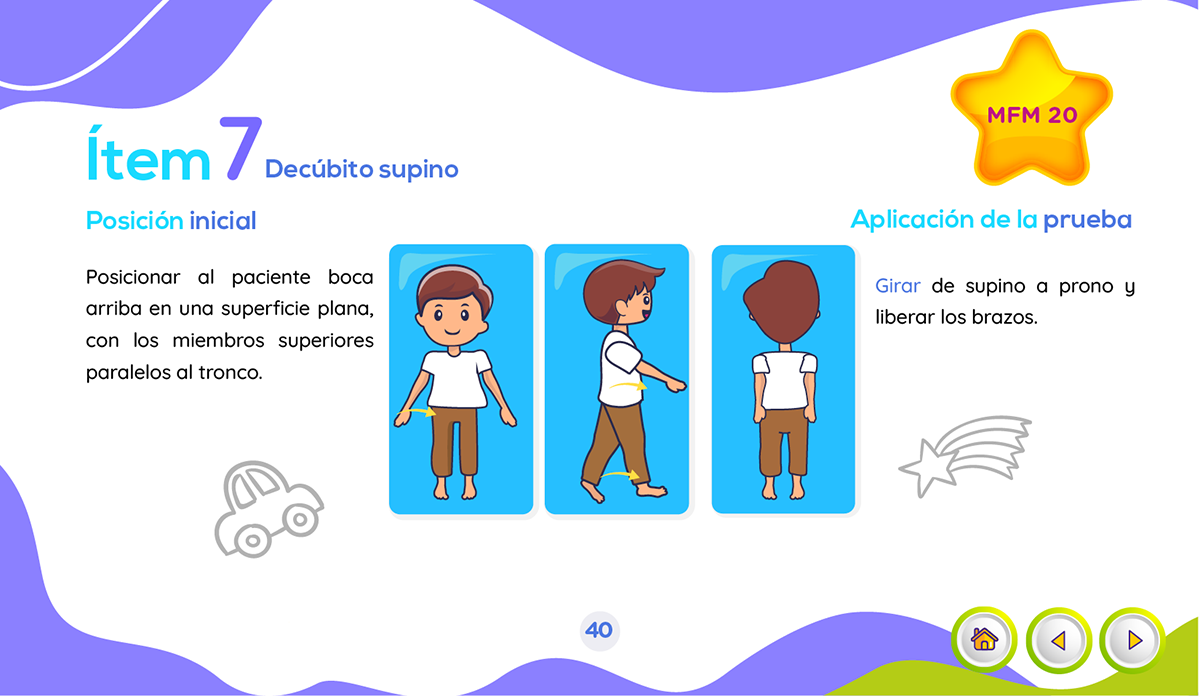 MFM 20
Ítem 7 Decúbito supino
Posición inicial
Posicionar al paciente boca
arriba en una superficie plana,
con los miembros superiores
paralelos al tronco.
Aplicación de la prueba
Girar de supino a prono y
liberar los brazos.
40